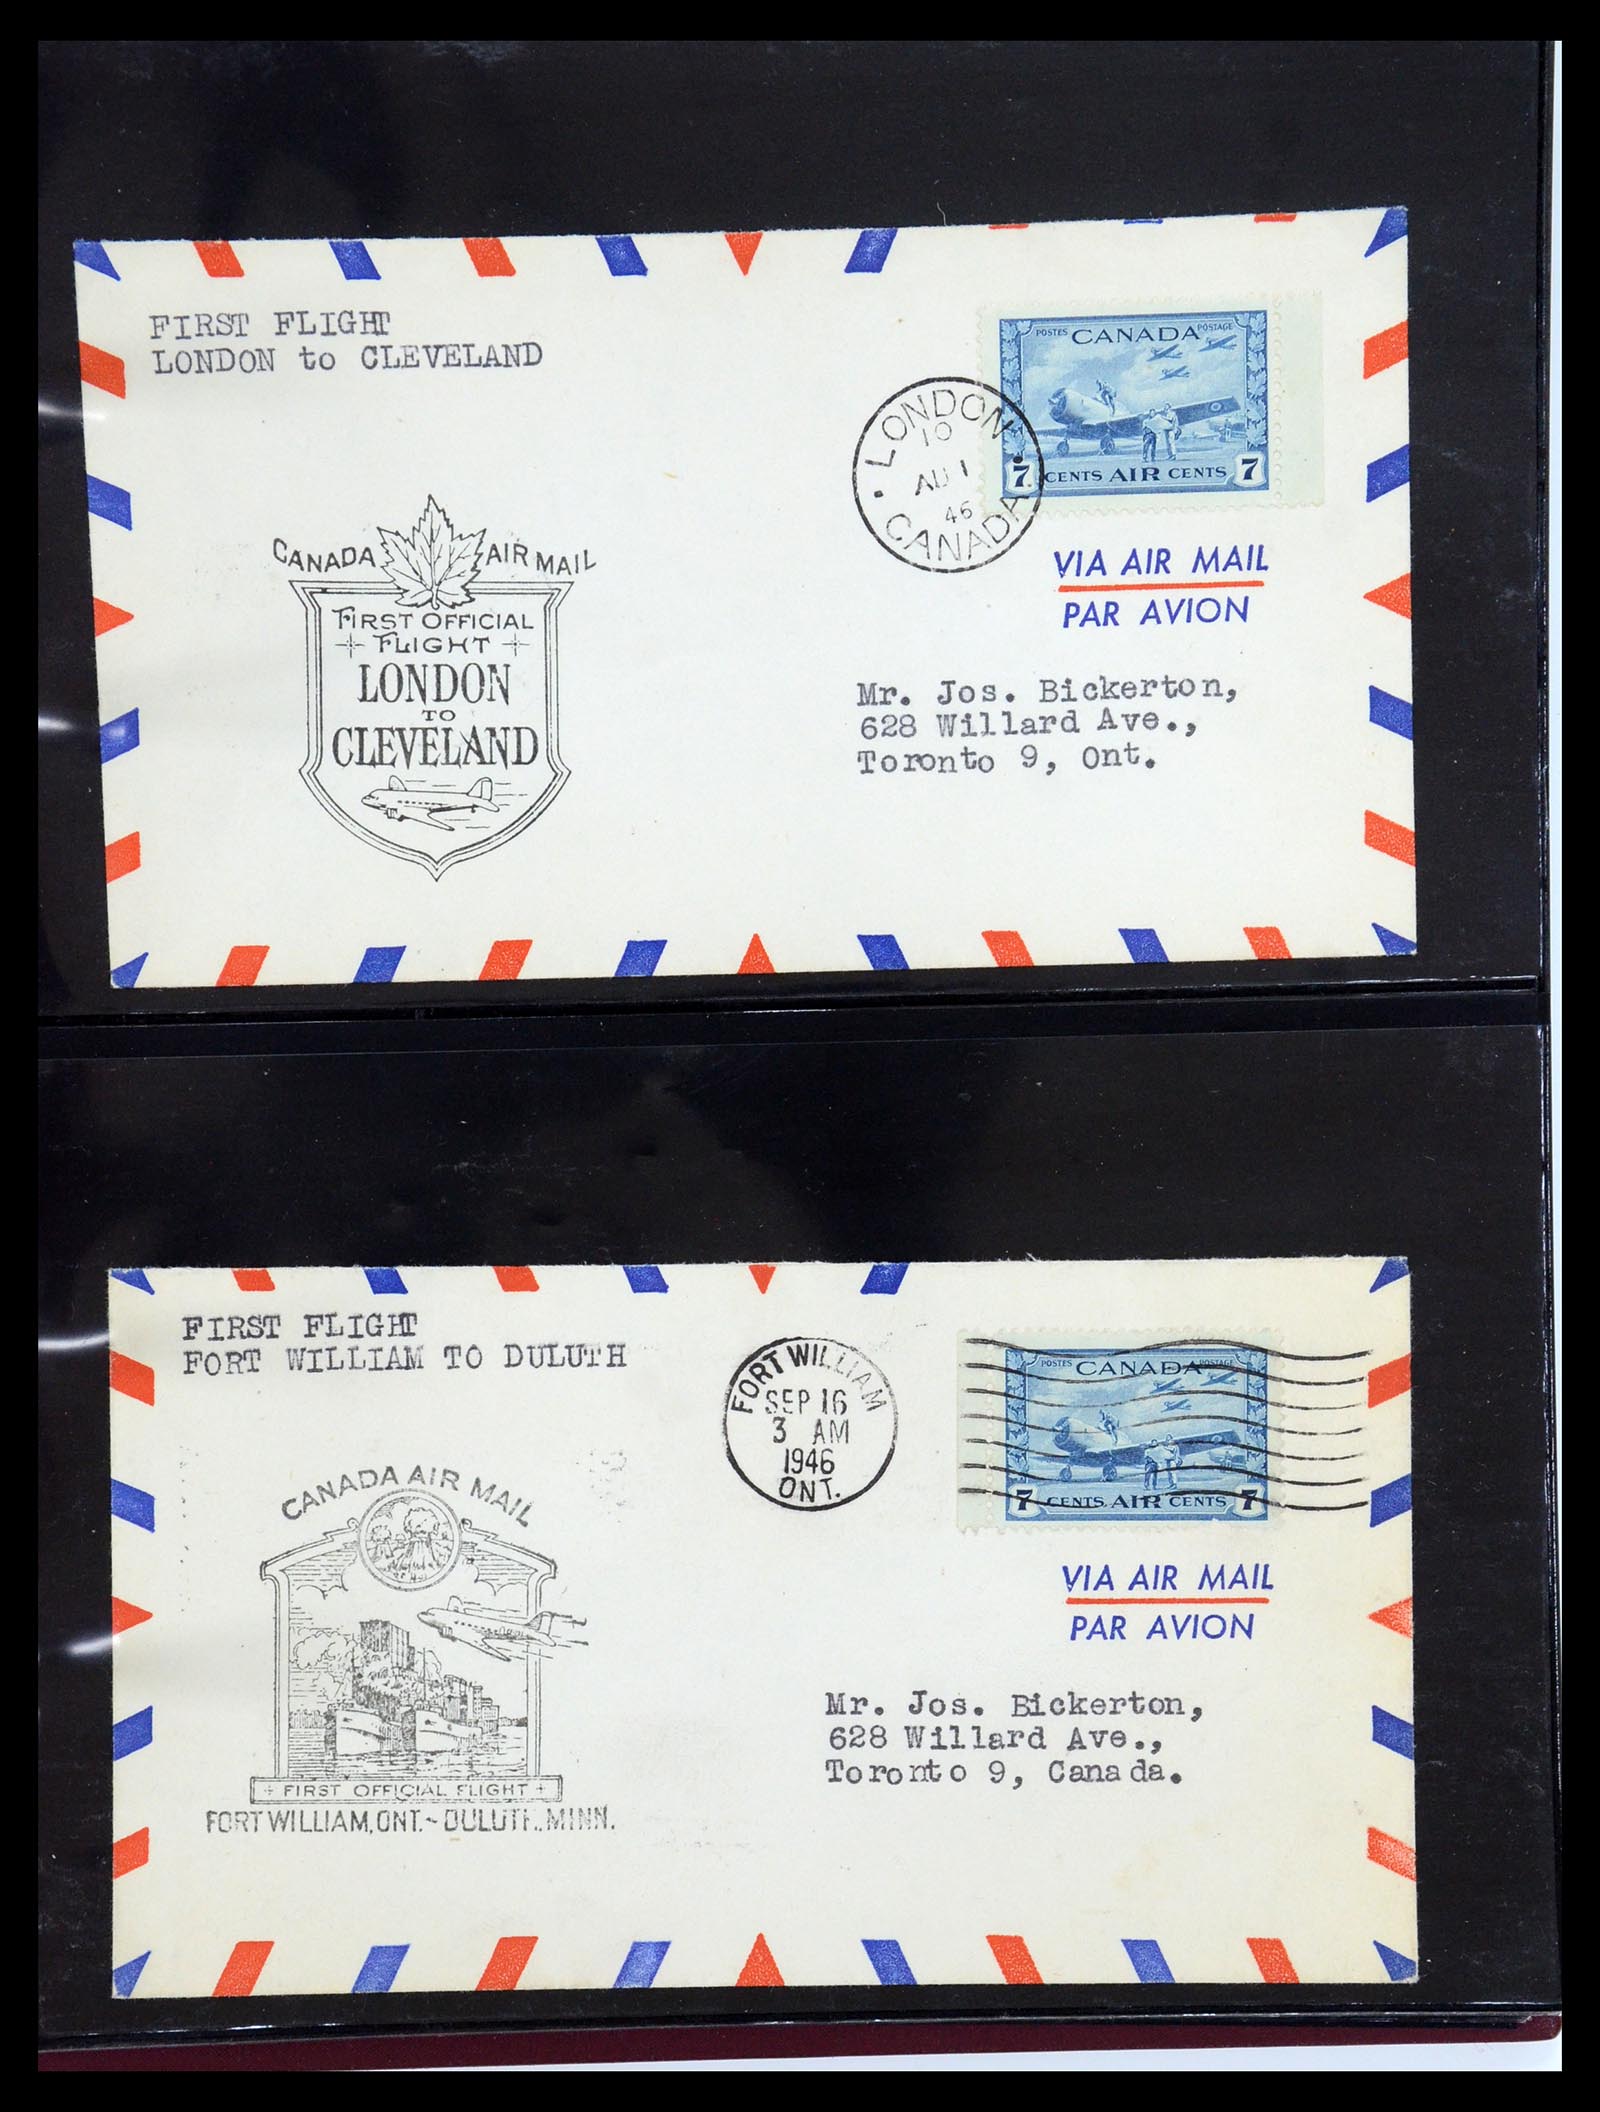 FIRST FLIGHT
LONDON to CLEVELAND
POSTES CANADA POSTAGE
7 CENTS AIR CENTS 7
LONDON
10
AU 1
46
CANADA
VIA AIR MAIL
PAR AVION
CANADA AIR MAIL
FIRST OFFICIAL
FLIGHT
LONDON
TO
CLEVELAND
Mr. Jos. Bickerton,
628 Willard Ave.,
Toronto 9, Ont.
FIRST FLIGHT
FORT WILLIAM TO DULUTH
FORT WILLIAM
SEP 16
3 AM
1946
ONT.
POSTES CANADA POSTAGE
7 CENTS AIR CENTS 7
VIA AIR MAIL
PAR AVION
CANADA AIR MAIL
FIRST OFFICIAL FLIGHT
FORT WILLIAM, ONT.~DULUTH, MINN.
Mr. Jos. Bickerton,
628 Willard Ave.,
Toronto 9, Canada.